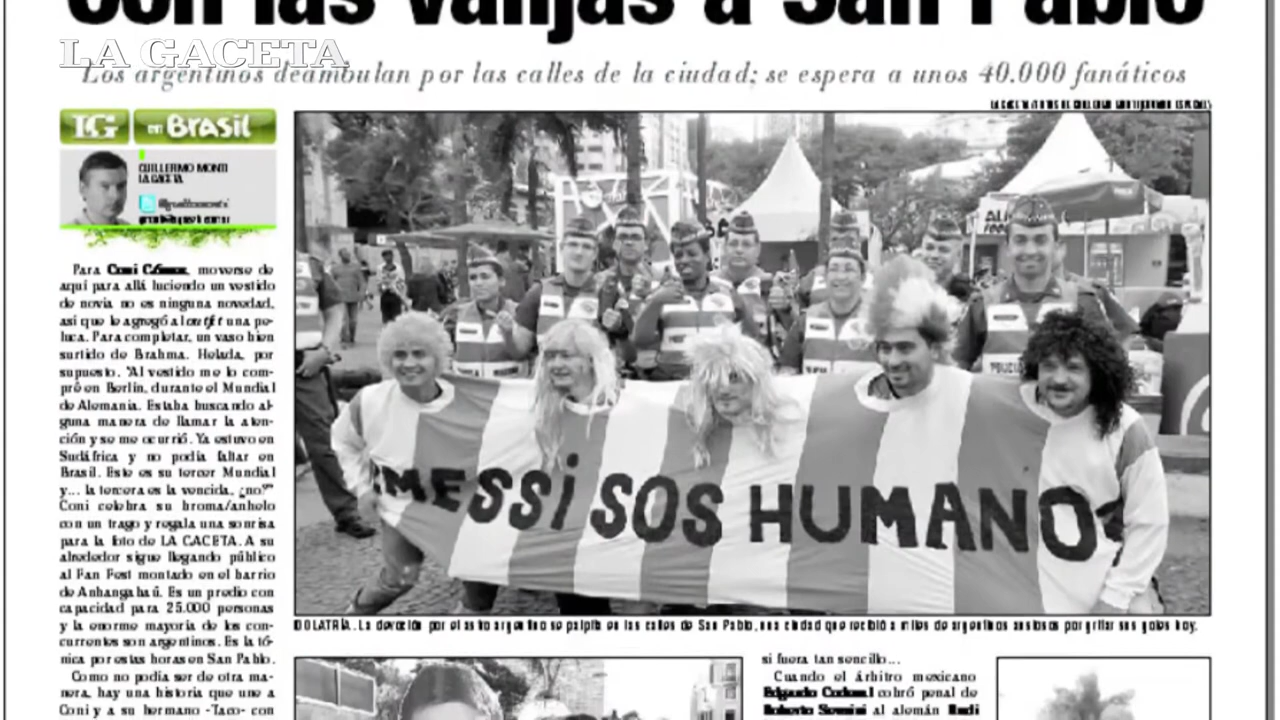 Con las valijas a San Pablo
LA GACETA
Los argentinos deambulan por las calles de la ciudad; se espera a unos 40.000 fanáticos
LG en Brasil
GUILLERMO MONTI
LA GACETA
Para Coni Gómez, moverse de
aquí para allá luciendo un vestido
de novia no es ninguna novedad,
así que le agregó al outfit una pe-
luca. Para completar, un vaso bien
surtido de Brahma. Helada, por
supuesto. "Al vestido me lo com-
pré en Berlín, durante el Mundial
de Alemania. Estaba buscando al-
guna manera de llamar la aten-
ción y se me ocurrió. Ya estuvo en
Sudáfrica y no podía faltar en
Brasil. Este es su tercer Mundial
y... la tercera es la vencida, ¿no?"
Coni celebra su broma/anhelo
con un trago y regala una sonrisa
para la foto de LA GACETA. A su
alrededor sigue llegando público
al Fan Fest montado en el barrio
de Anhangabaú. Es un predio con
capacidad para 25.000 personas
y la enorme mayoría de los con-
currentes son argentinos. Es la tó-
nica por estas horas en San Pablo.
Como no podía ser de otra ma-
nera, hay una historia que une a
Coni y a su hermano -Taco- con
¿MESSI SOS HUMANO?
IDOLATRÍA. La devoción por el astro argentino se palpita en las calles de San Pablo, una ciudad que recibió a miles de argentinos ansiosos por gritar sus goles hoy.
si fuera tan sencillo...
Cuando el árbitro mexicano
Edgardo Codesal cobró penal de
Roberto Sensini al alemán Rudi